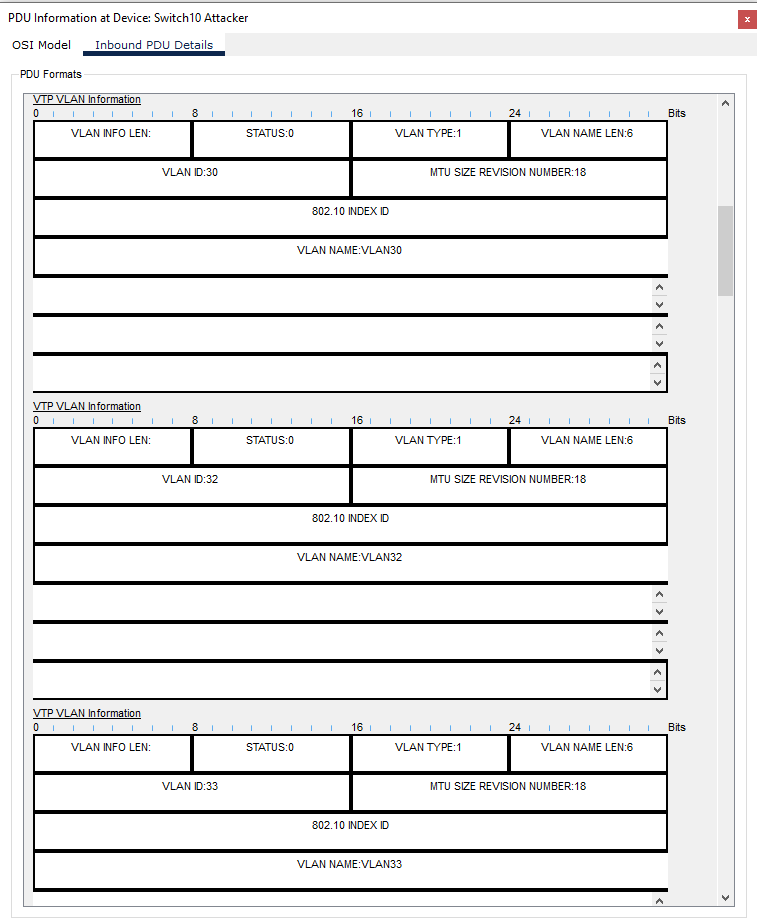 PDU Information at Device: Switch10 Attacker x
OSI Model Inbound PDU Details
PDU Formats
VTP VLAN Information
0 8 16 24 Bits
VLAN INFO LEN: STATUS:0 VLAN TYPE:1 VLAN NAME LEN:6
VLAN ID:30 MTU SIZE REVISION NUMBER:18
802.10 INDEX ID
VLAN NAME:VLAN30
VTP VLAN Information
0 8 16 24 Bits
VLAN INFO LEN: STATUS:0 VLAN TYPE:1 VLAN NAME LEN:6
VLAN ID:32 MTU SIZE REVISION NUMBER:18
802.10 INDEX ID
VLAN NAME:VLAN32
VTP VLAN Information
0 8 16 24 Bits
VLAN INFO LEN: STATUS:0 VLAN TYPE:1 VLAN NAME LEN:6
VLAN ID:33 MTU SIZE REVISION NUMBER:18
802.10 INDEX ID
VLAN NAME:VLAN33